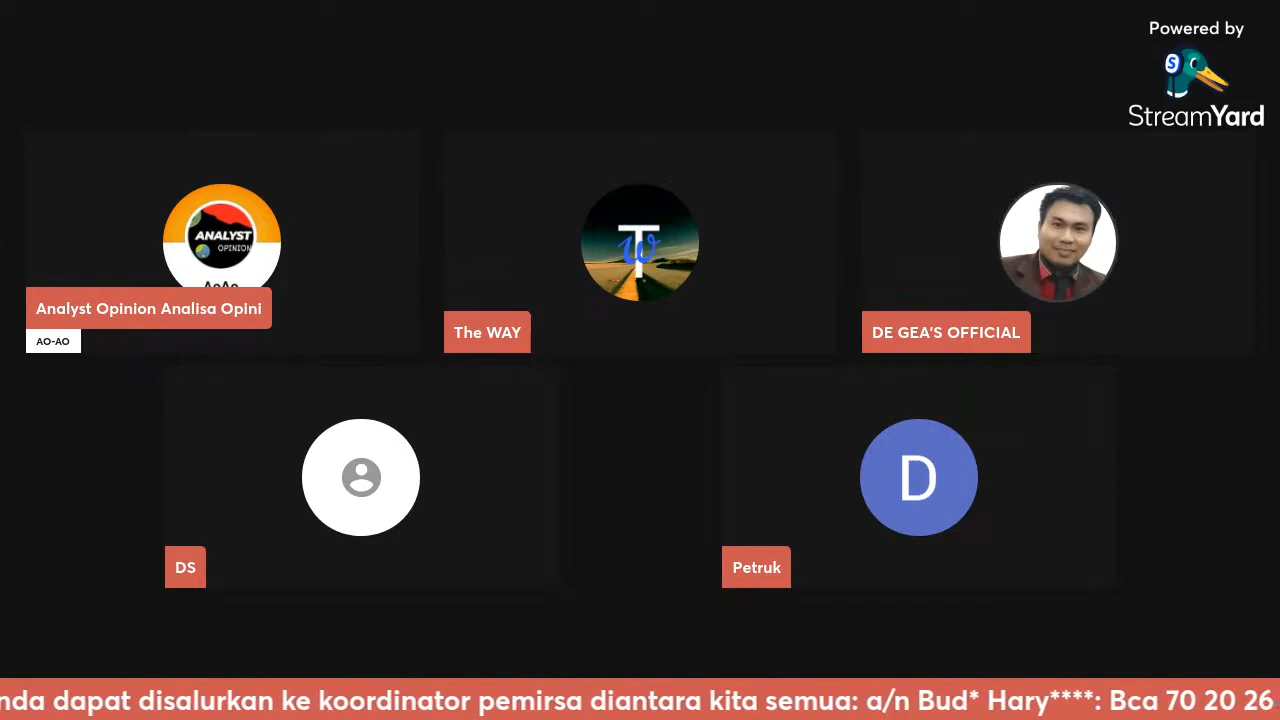 Powered by
StreamYard
ANALYST
OPINION
AoAo
Analyst Opinion Analisa Opini
AO-AO
T
w
The WAY
DE GEA'S OFFICIAL
DS
D
Petruk
nda dapat disalurkan ke koordinator pemirsa diantara kita semua: a/n Bud* Hary****: Bca 70 20 26